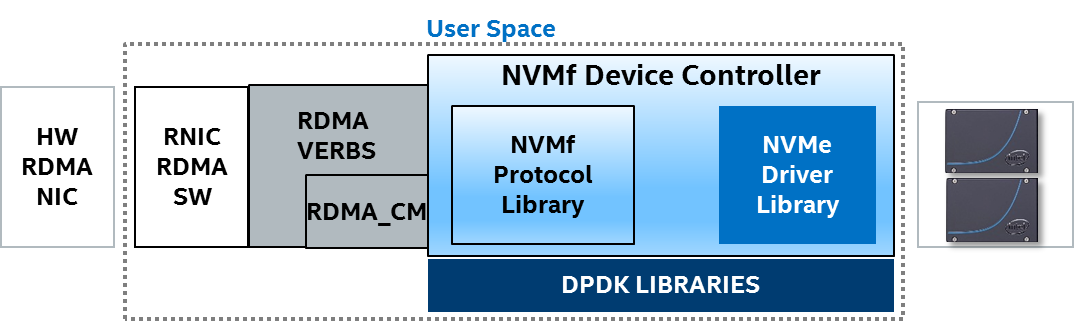 User Space
NVMf Device Controller
HW
RDMA
NIC
RNIC
RDMA
SW
RDMA
VERBS
RDMA_CM
NVMf
Protocol
Library
NVMe
Driver
Library
DPDK LIBRARIES